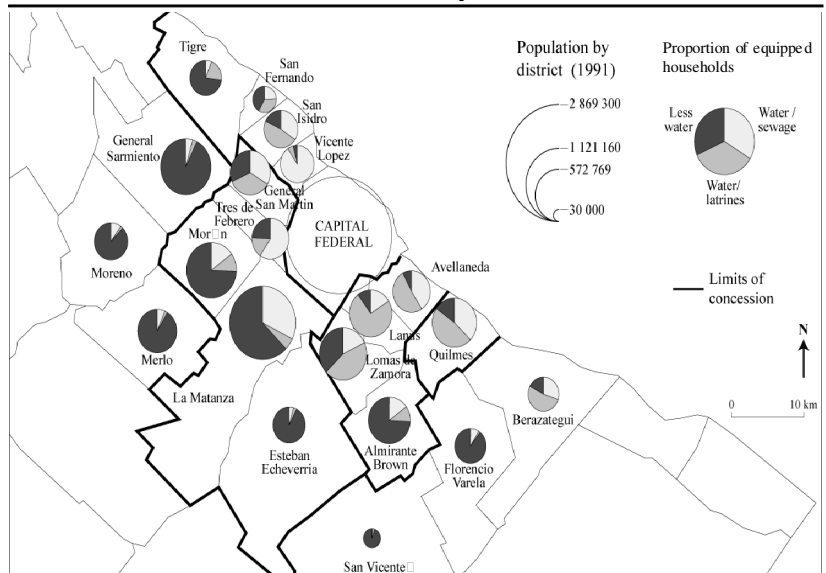 Tigre
San
Fernando
San
Isidro
Vicente
Lopez
General
Sarmiento
General
San Martin
Tres de
Febrero
Mor□n
CAPITAL
FEDERAL
Moreno
Merlo
La Matanza
Avellaneda
Lanus
Quilmes
Lomas de
Zamora
Berazategui
Esteban
Echeverria
Almirante
Brown
Florencio
Varela
San Vicente□
Population by
district (1991)
2 869 300
1 121 160
572 769
30 000
Proportion of equipped
households
Less
water
Water /
sewage
Water/
latrines
Limits of
concession
N
0 10 km